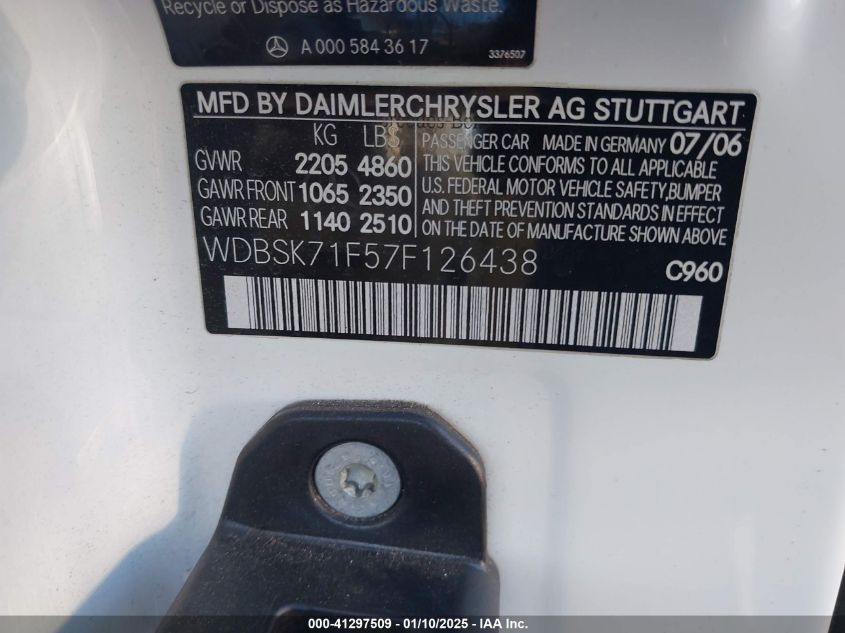 Recycle or Dispose as Hazardous Waste.
A 000 584 36 17
3376507
MFD BY DAIMLERCHRYSLER AG STUTTGART
KG LBS
GVWR 2205 4860
GAWR FRONT 1065 2350
GAWR REAR 1140 2510
PASSENGER CAR MADE IN GERMANY 07/06
THIS VEHICLE CONFORMS TO ALL APPLICABLE
U.S. FEDERAL MOTOR VEHICLE SAFETY,BUMPER
AND THEFT PREVENTION STANDARDS IN EFFECT
ON THE DATE OF MANUFACTURE SHOWN ABOVE
WDBSK71F57F126438
C960
000-41297509 - 01/10/2025 - IAA Inc.